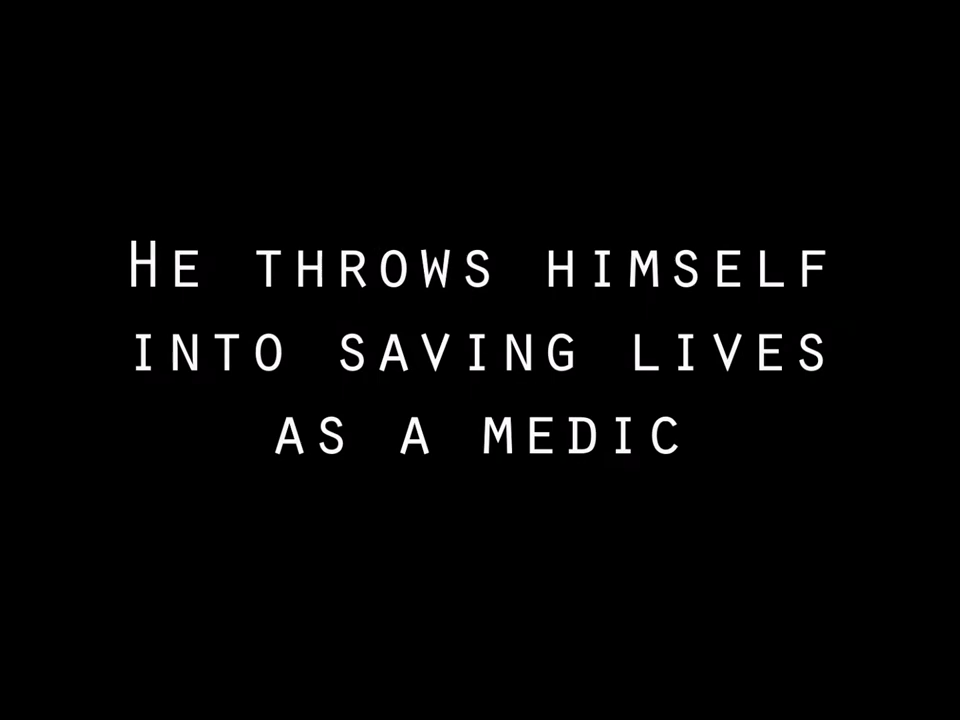 He throws himself
into saving lives
as a medic